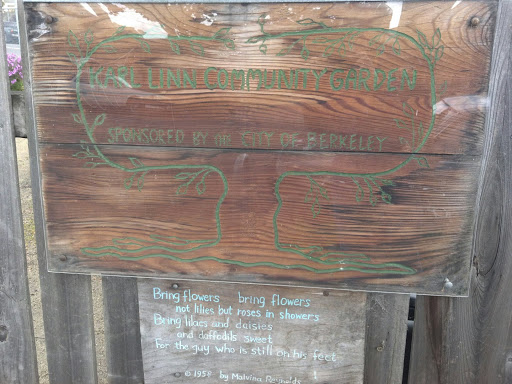 KARL LINN COMMUNITY GARDEN
SPONSORED BY CITY OF BERKELEY
Bring flowers bring flowers
not lilies but roses in showers
Bring lilacs and daisies
and daffodils sweet
For the guy who is still on his feet
© 1958 by Malvina Reynolds